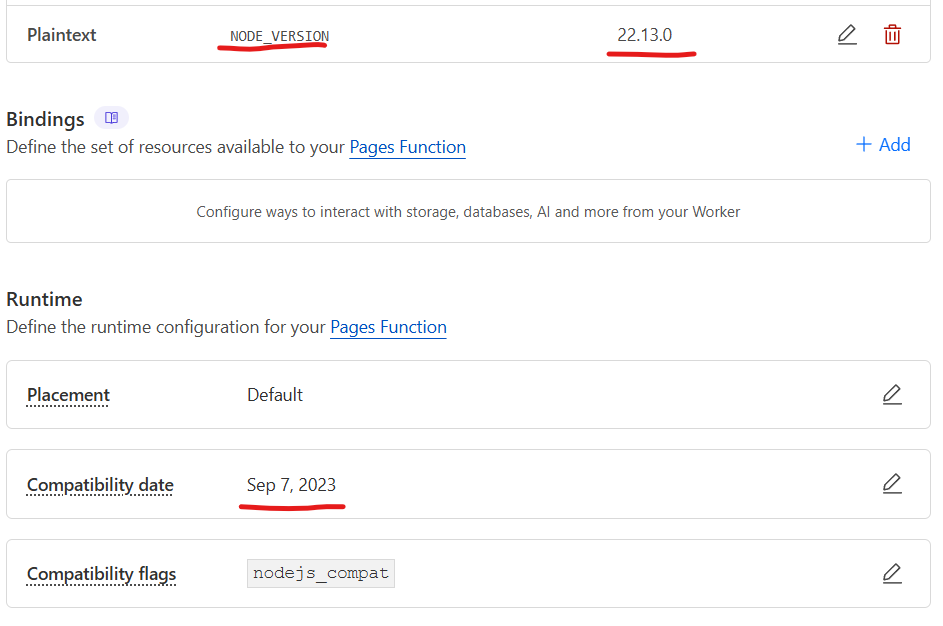 Plaintext NODE_VERSION 22.13.0
Bindings
Define the set of resources available to your Pages Function
+ Add
Configure ways to interact with storage, databases, AI and more from your Worker
Runtime
Define the runtime configuration for your Pages Function
Placement Default
Compatibility date Sep 7, 2023
Compatibility flags nodejs_compat